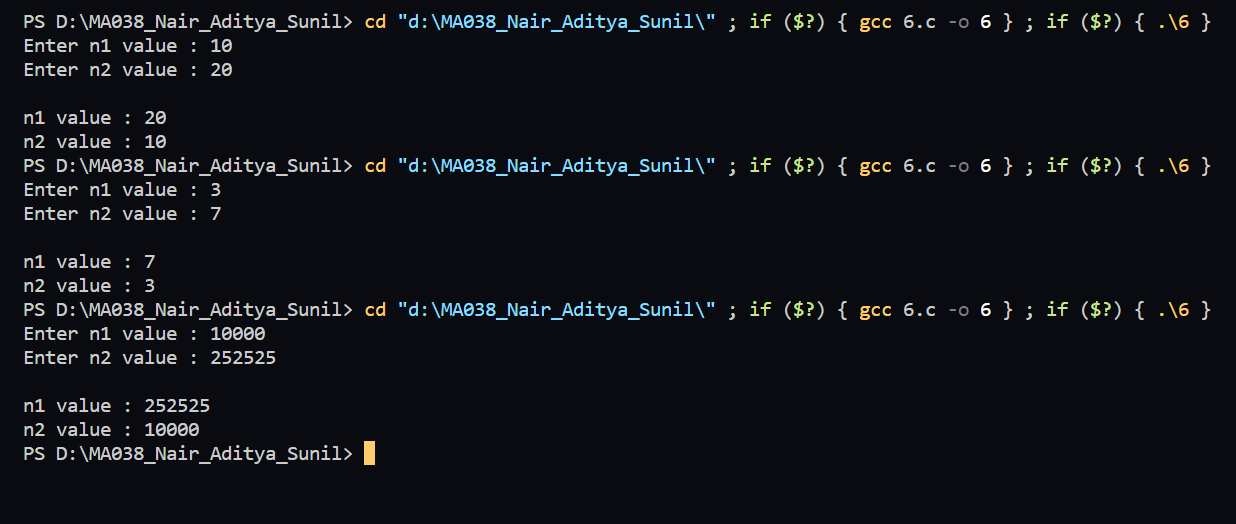 PS D:\MA038_Nair_Aditya_Sunil> cd "d:\MA038_Nair_Aditya_Sunil\" ; if ($?) { gcc 6.c -o 6 } ; if ($?) { .\6 }
Enter n1 value : 10
Enter n2 value : 20
n1 value : 20
n2 value : 10
PS D:\MA038_Nair_Aditya_Sunil> cd "d:\MA038_Nair_Aditya_Sunil\" ; if ($?) { gcc 6.c -o 6 } ; if ($?) { .\6 }
Enter n1 value : 3
Enter n2 value : 7
n1 value : 7
n2 value : 3
PS D:\MA038_Nair_Aditya_Sunil> cd "d:\MA038_Nair_Aditya_Sunil\" ; if ($?) { gcc 6.c -o 6 } ; if ($?) { .\6 }
Enter n1 value : 10000
Enter n2 value : 252525
n1 value : 252525
n2 value : 10000
PS D:\MA038_Nair_Aditya_Sunil>